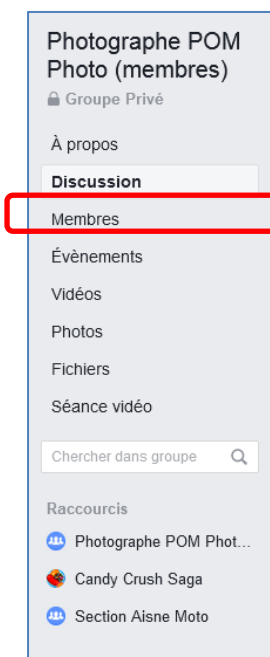 Photographe POM
Photo (membres)
Groupe Privé
À propos
Discussion
Membres
Évènements
Vidéos
Photos
Fichiers
Séance vidéo
Chercher dans groupe
Raccourcis
Photographe POM Phot...
Candy Crush Saga
Section Aisne Moto